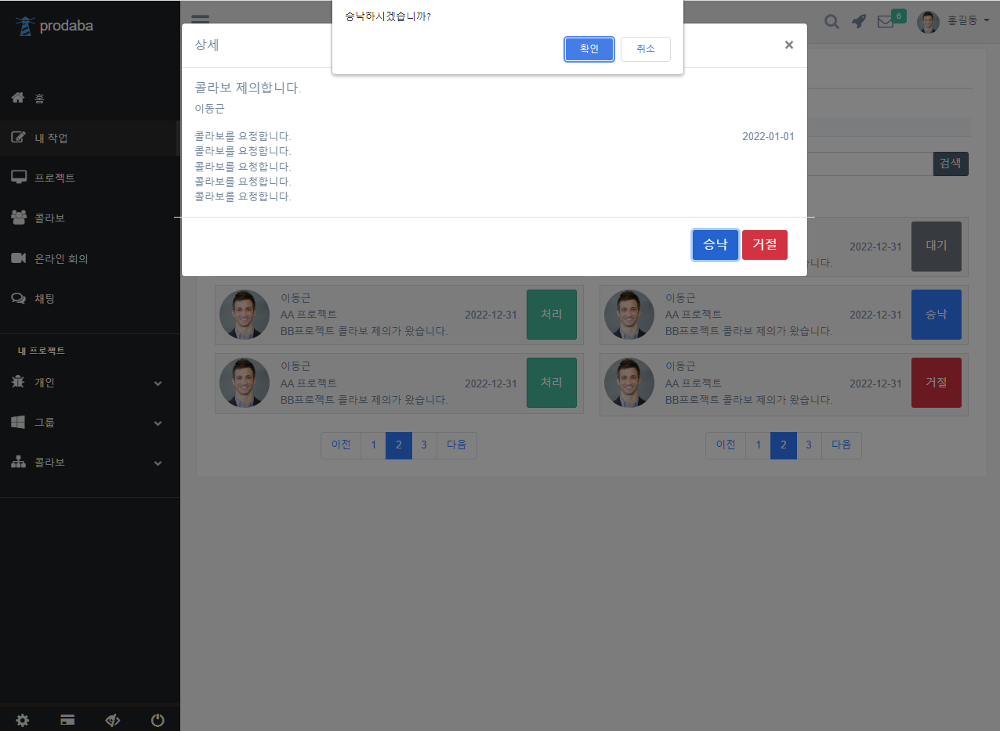 승낙하시겠습니까?
확인
취소
prodaba
6
홍길동
상세
×
콜라보 제의합니다.
이동근
콜라보를 요청합니다.
2022-01-01
콜라보를 요청합니다.
콜라보를 요청합니다.
콜라보를 요청합니다.
콜라보를 요청합니다.
승낙
거절
홈
내 작업
프로젝트
콜라보
온라인 회의
채팅
내 프로젝트
개인
그룹
콜라보
검색
2022-12-31
대기
니다.
이동근
AA 프로젝트
BB프로젝트 콜라보 제의가 왔습니다.
2022-12-31
처리
이동근
AA 프로젝트
BB프로젝트 콜라보 제의가 왔습니다.
2022-12-31
승낙
이동근
AA 프로젝트
BB프로젝트 콜라보 제의가 왔습니다.
2022-12-31
처리
이동근
AA 프로젝트
BB프로젝트 콜라보 제의가 왔습니다.
2022-12-31
거절
이전 1 2 3 다음
이전 1 2 3 다음